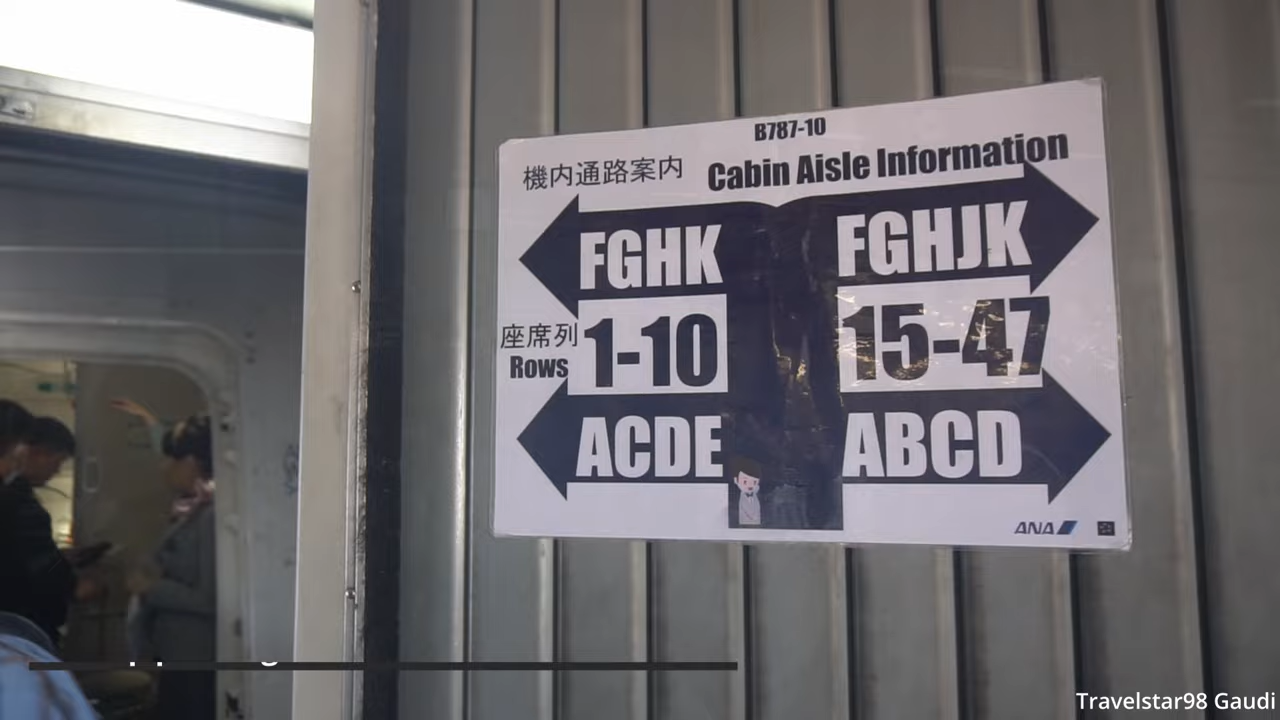 B787-10
機内通路案内 Cabin Aisle Information
FGHK FGHJK
座席列 Rows 1-10 15-47
ACDE ABCD
ANA
Travelstar98 Gaudi